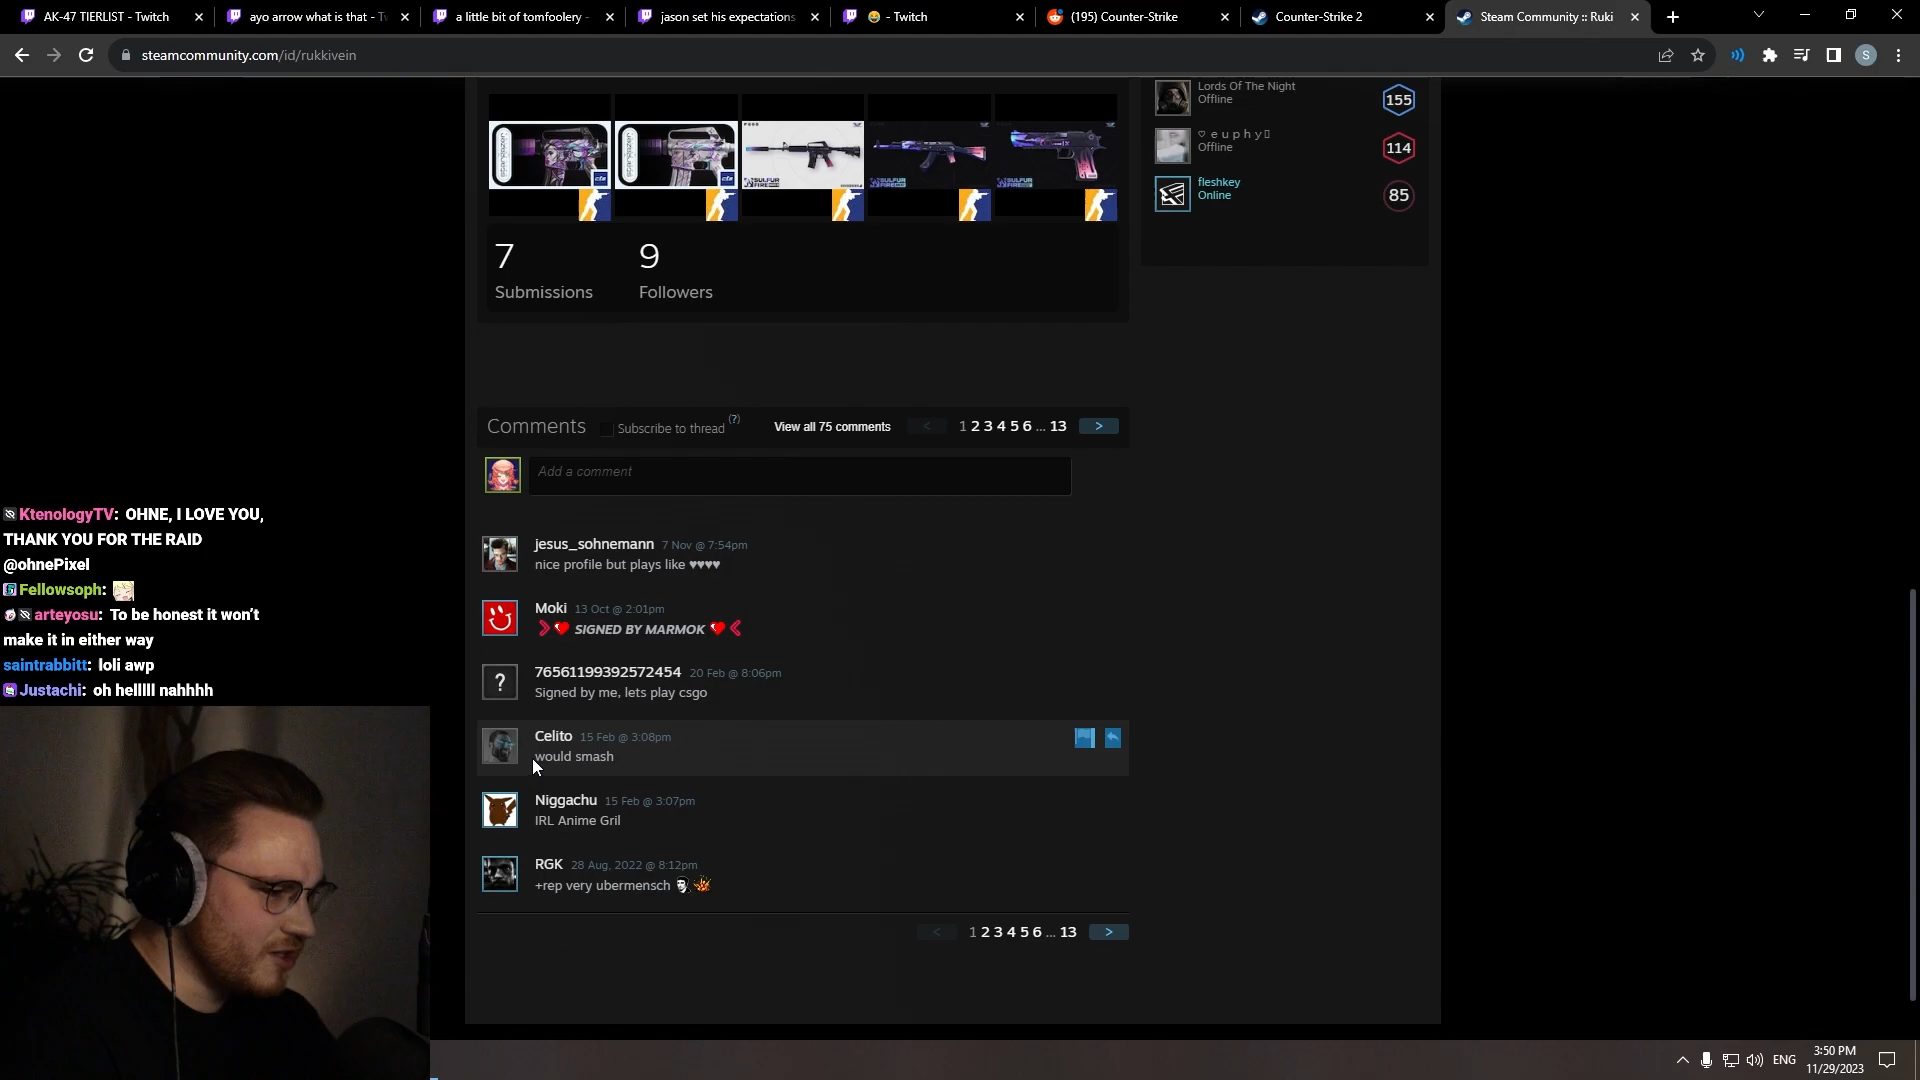 AK-47 TIERLIST - Twitch
ayo arrow what is that - Tw
a little bit of tomfoolery -
jason set his expectations
😂 - Twitch
(195) Counter-Strike
Counter-Strike 2
Steam Community :: Ruki
steamcommunity.com/id/rukkivein
S
Lords Of The Night
Offline
155
♡ e u p h y
Offline
114
fleshkey
Online
85
SULFUR
FIRE
SULFUR
FIRE
SULFUR
FIRE
7
Submissions
9
Followers
Comments
Subscribe to thread
(?)
View all 75 comments
< 1 2 3 4 5 6 ... 13 >
Add a comment
jesus_sohnemann 7 Nov @ 7:54pm
nice profile but plays like ♥♥♥♥
Moki 13 Oct @ 2:01pm
SIGNED BY MARMOK
76561199392572454 20 Feb @ 8:06pm
Signed by me, lets play csgo
Celito 15 Feb @ 3:08pm
would smash
Niggachu 15 Feb @ 3:07pm
IRL Anime Gril
RGK 28 Aug, 2022 @ 8:12pm
+rep very ubermensch
< 1 2 3 4 5 6 ... 13 >
KtenologyTV: OHNE, I LOVE YOU,
THANK YOU FOR THE RAID
@ohnePixel
Fellowsoph:
arteyosu: To be honest it won't
make it in either way
saintrabbitt: loli awp
Justachi: oh helllll nahhhh
ENG
3:50 PM
11/29/2023